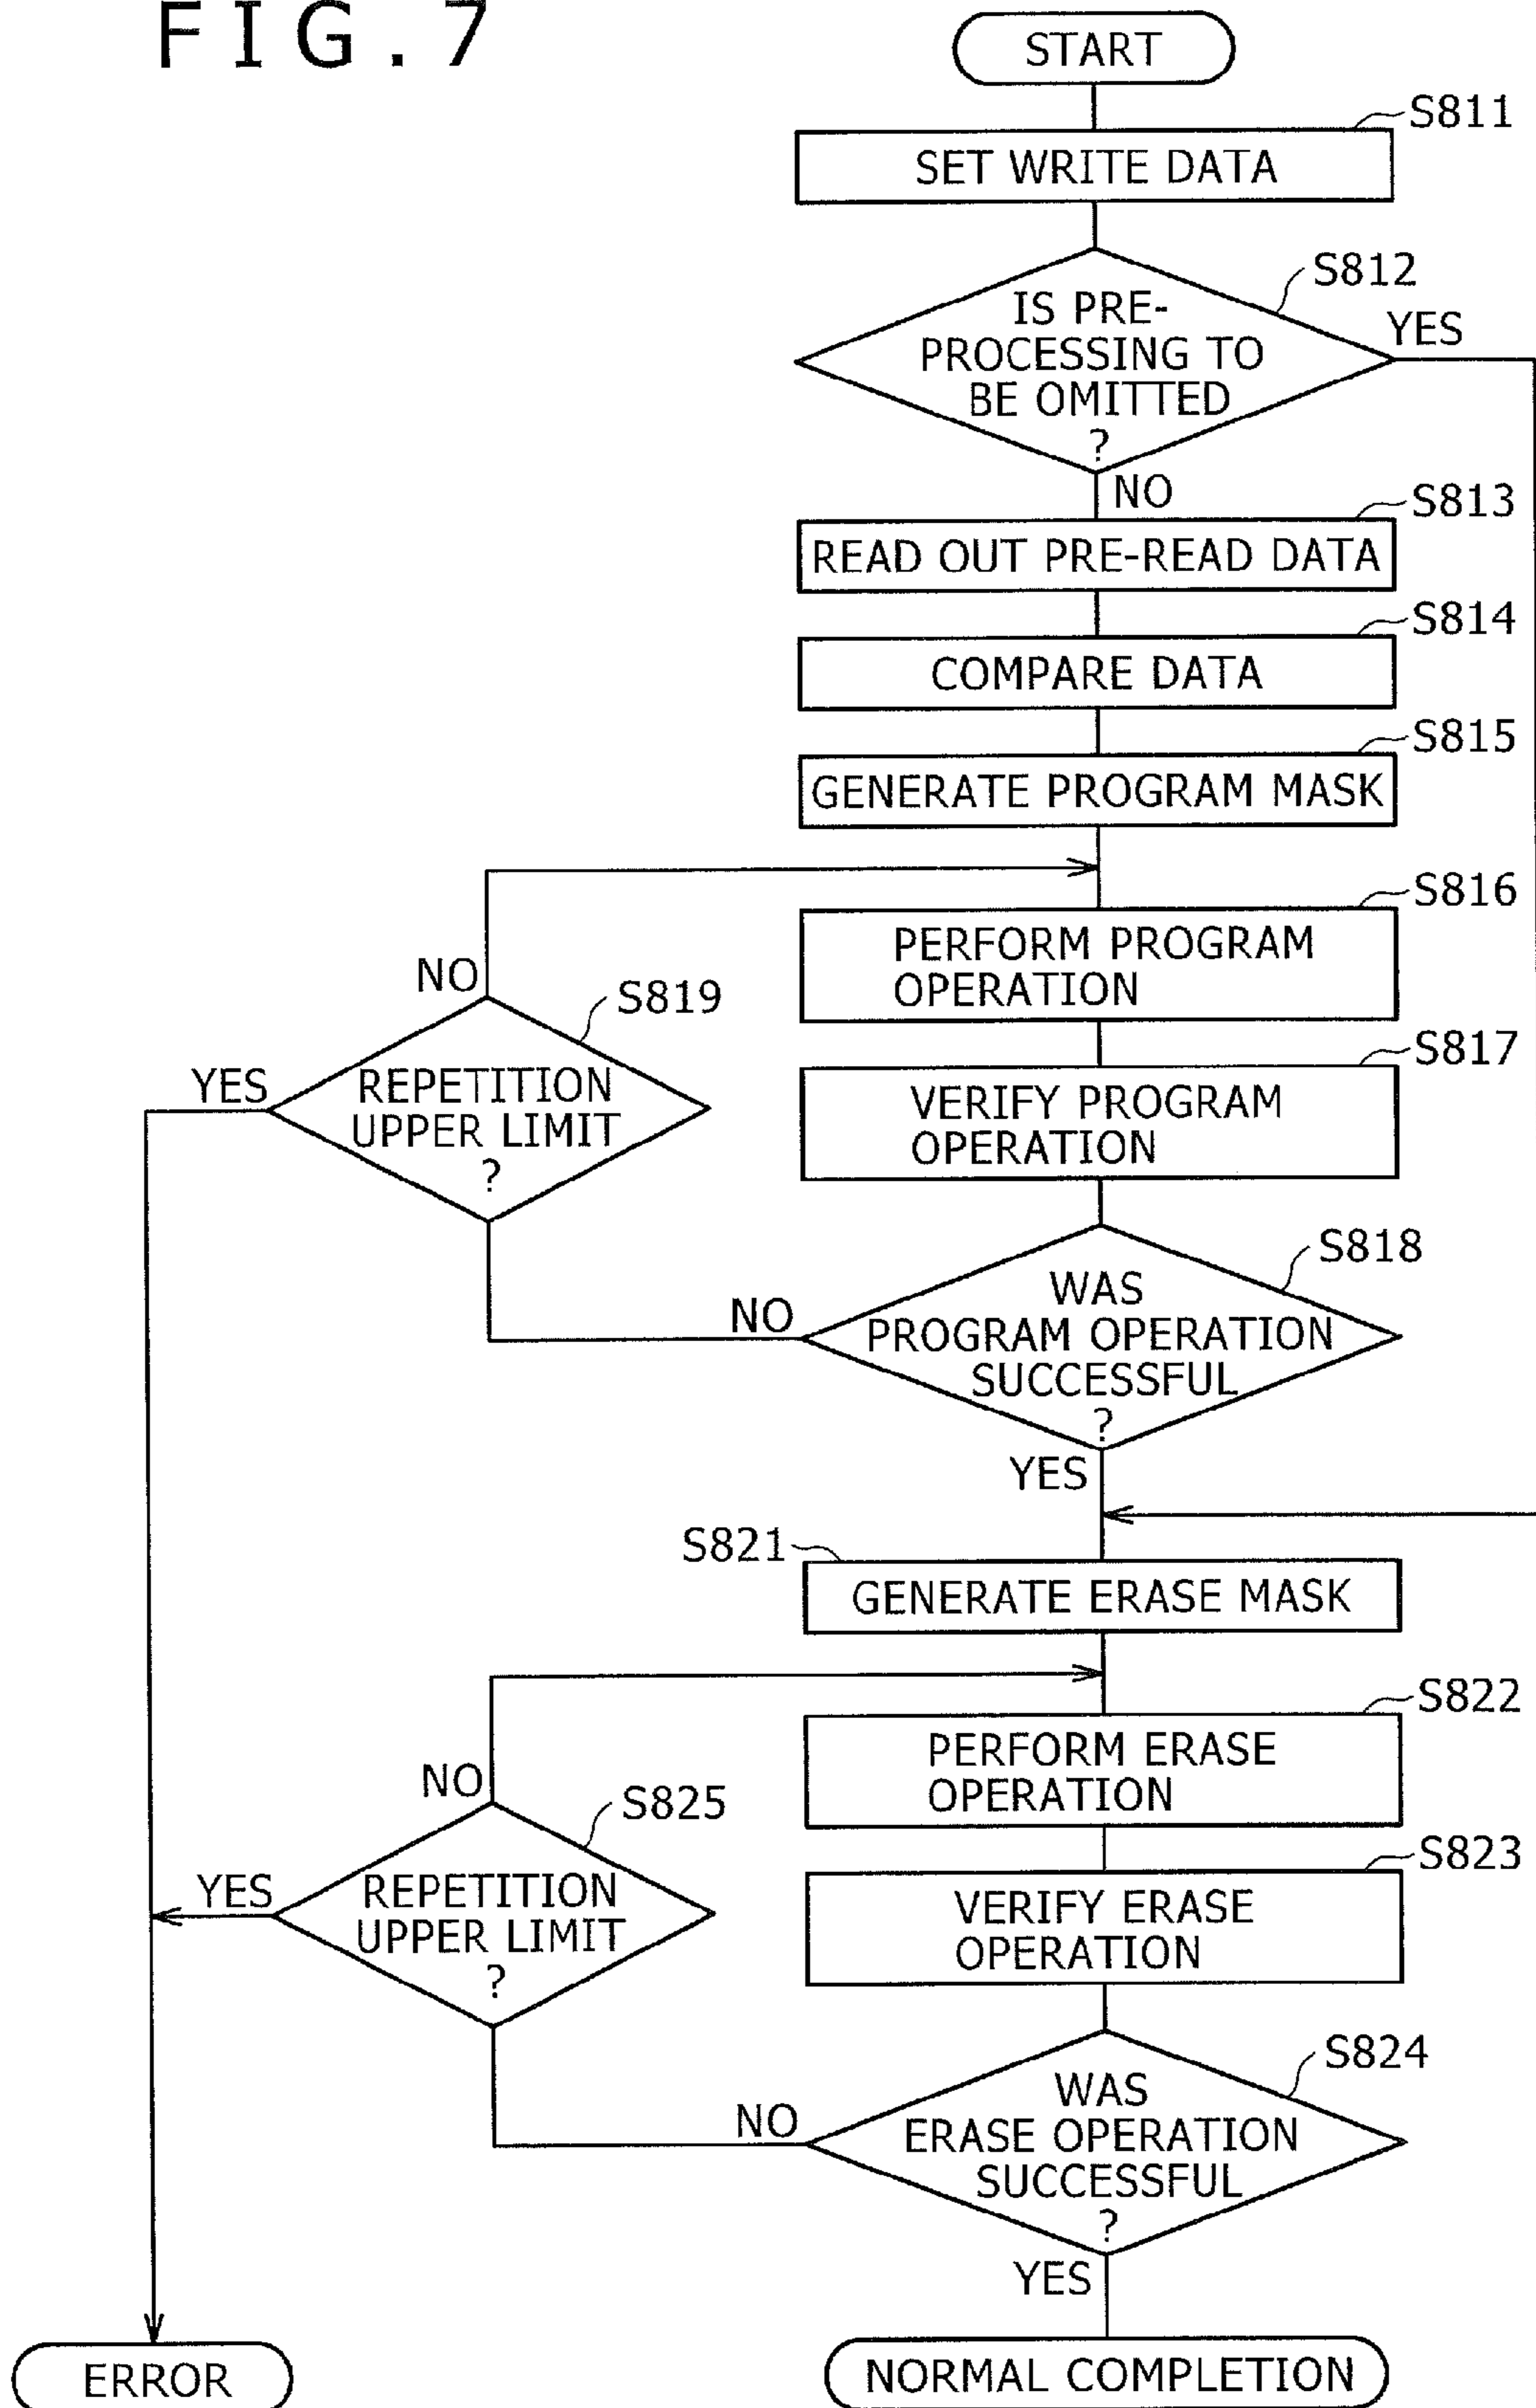 FIG.7
START
S811
SET WRITE DATA
S812
IS PRE-
PROCESSING TO
BE OMITTED
?
YES
NO
S813
READ OUT PRE-READ DATA
S814
COMPARE DATA
S815
GENERATE PROGRAM MASK
S816
PERFORM PROGRAM
OPERATION
NO
S819
YES
REPETITION
UPPER LIMIT
?
S817
VERIFY PROGRAM
OPERATION
S818
WAS
PROGRAM OPERATION
SUCCESSFUL
?
NO
YES
S821
GENERATE ERASE MASK
S822
PERFORM ERASE
OPERATION
NO
S825
YES
REPETITION
UPPER LIMIT
?
S823
VERIFY ERASE
OPERATION
S824
WAS
ERASE OPERATION
SUCCESSFUL
?
NO
YES
ERROR
NORMAL COMPLETION